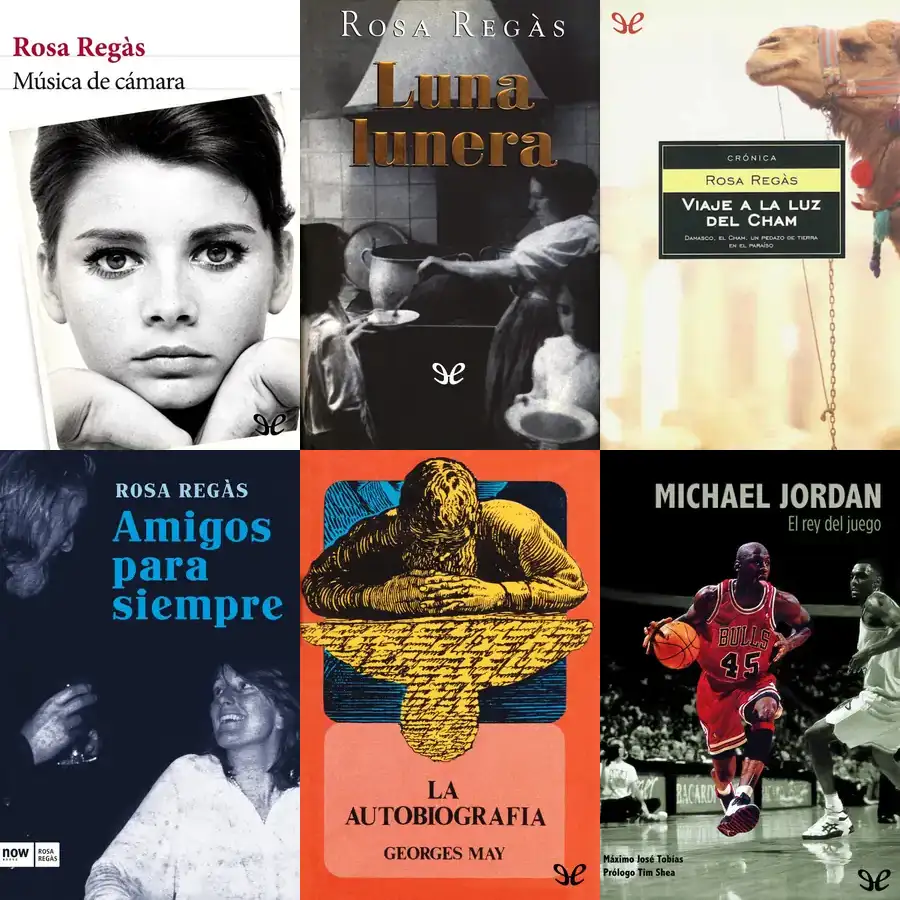 Rosa Regàs
Música de cámara
ROSA REGÀS
Luna
lunera
CRÓNICA
ROSA REGÀS
VIAJE A LA LUZ
DEL CHAM
DAMASCO, EL CHAM, UN PEDAZO DE TIERRA
EN EL PARAÍSO
ROSA REGÀS
Amigos
para
siempre
now
BOOKS
ROSA
REGÀS
LA
AUTOBIOGRAFIA
GEORGES MAY
MICHAEL JORDAN
El rey del juego
BULLS
45
BACARDI
Máximo José Tobías
Prólogo Tim Shea